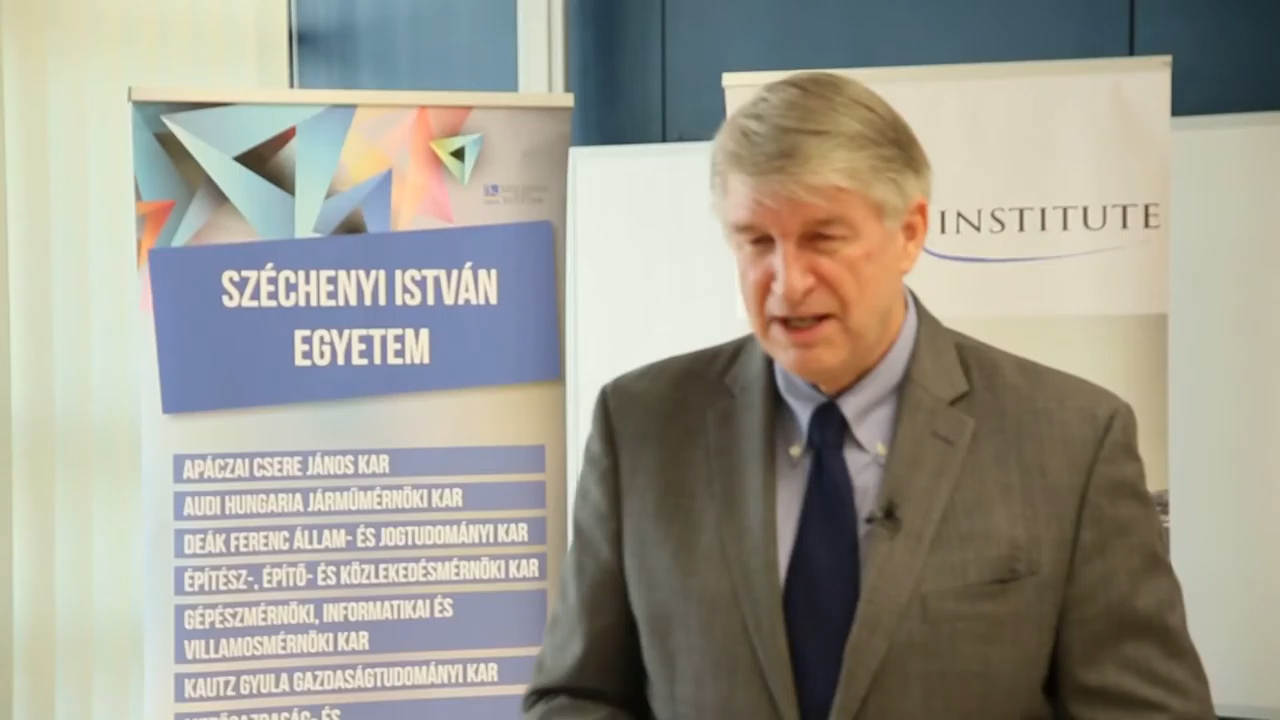 SZÉCHENYI ISTVÁN
EGYETEM
APÁCZAI CSERE JÁNOS KAR
AUDI HUNGARIA JÁRMŰMÉRNÖKI KAR
DEÁK FERENC ÁLLAM- ÉS JOGTUDOMÁNYI KAR
ÉPÍTÉSZ-, ÉPÍTŐ- ÉS KÖZLEKEDÉSMÉRNÖKI KAR
GÉPÉSZMÉRNÖKI, INFORMATIKAI ÉS
VILLAMOSMÉRNÖKI KAR
KAUTZ GYULA GAZDASÁGTUDOMÁNYI KAR
INSTITUTE